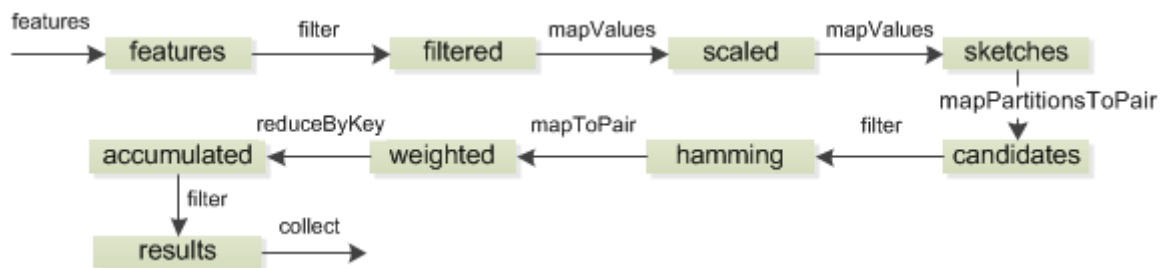 features
features
filter
filtered
mapValues
scaled
mapValues
sketches
mapPartitionsToPair
candidates
filter
hamming
mapToPair
weighted
reduceByKey
accumulated
filter
results
collect